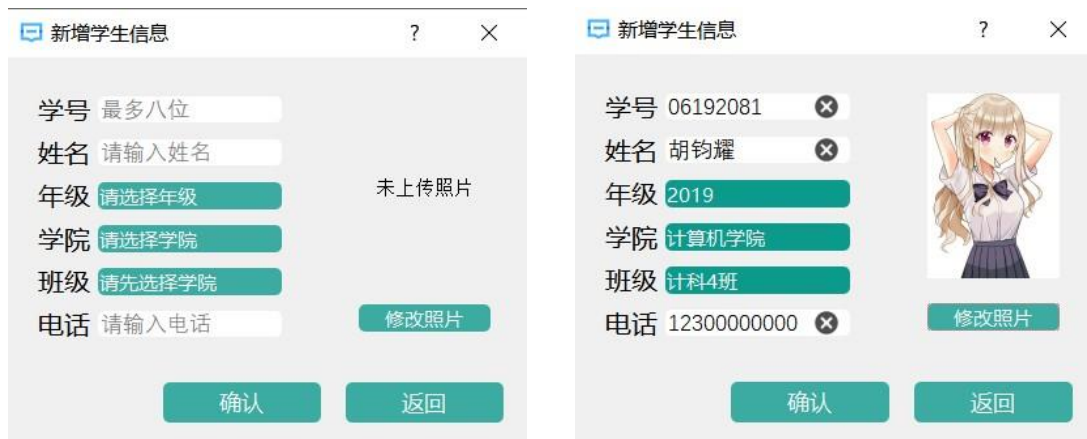 新增学生信息 ?
学号 最多八位
姓名 请输入姓名
年级 请选择年级
未上传照片
学院 请选择学院
班级 请先选择学院
电话 请输入电话
修改照片
确认 返回
新增学生信息 ?
学号 06192081
姓名 胡钧耀
年级 2019
学院 计算机学院
班级 计科4班
电话 12300000000
修改照片
确认 返回